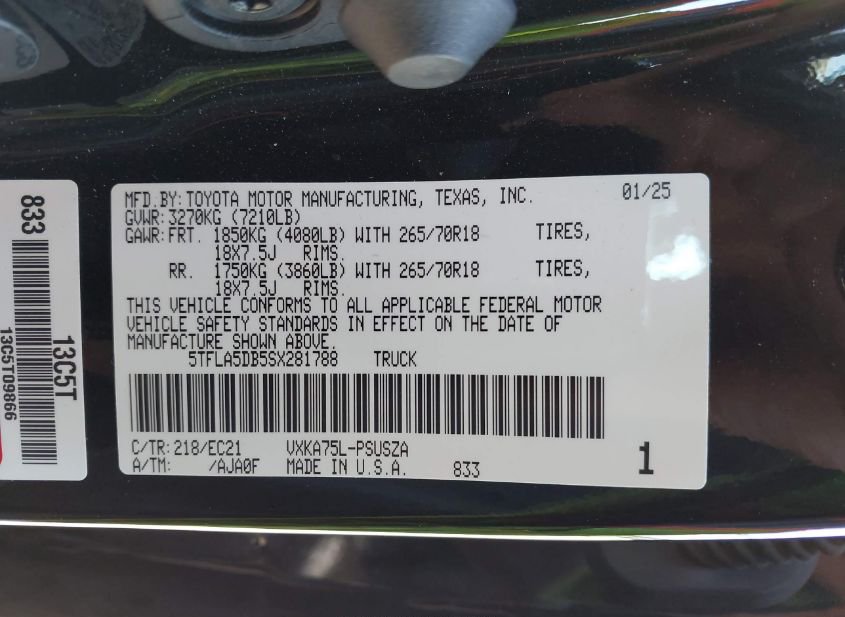 833
13C5T
13C5T09866
MFD.BY: TOYOTA MOTOR MANUFACTURING, TEXAS, INC. 01/25
GVWR: 3270KG (7210LB)
GAWR: FRT. 1850KG (4080LB) WITH 265/70R18 TIRES,
18X7.5J RIMS.
RR. 1750KG (3860LB) WITH 265/70R18 TIRES,
18X7.5J RIMS.
THIS VEHICLE CONFORMS TO ALL APPLICABLE FEDERAL MOTOR
VEHICLE SAFETY STANDARDS IN EFFECT ON THE DATE OF
MANUFACTURE SHOWN ABOVE.
5TFLA5DB5SX281788 TRUCK
C/TR: 218/EC21 VXKA75L-PSUSZA
A/TM: /AJA0F MADE IN U.S.A. 833 1